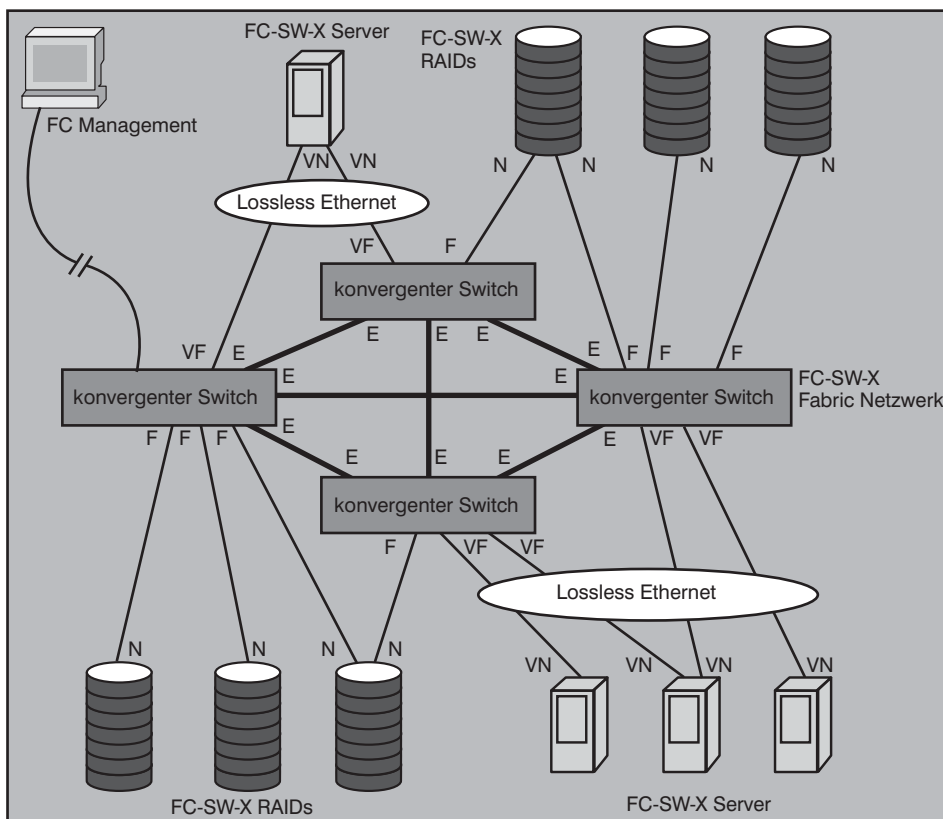 FC-SW-X Server
FC-SW-X
RAIDs
FC Management
VN VN
N N N N
Lossless Ethernet
VF F
konvergenter Switch
E E E
VF E E F F F
E E
konvergenter Switch
konvergenter Switch
FC-SW-X
Fabric Netzwerk
E E
F F F VF VF
E E E
konvergenter Switch
F VF VF
Lossless Ethernet
N N N N
VN VN VN VN
FC-SW-X RAIDs
FC-SW-X Server